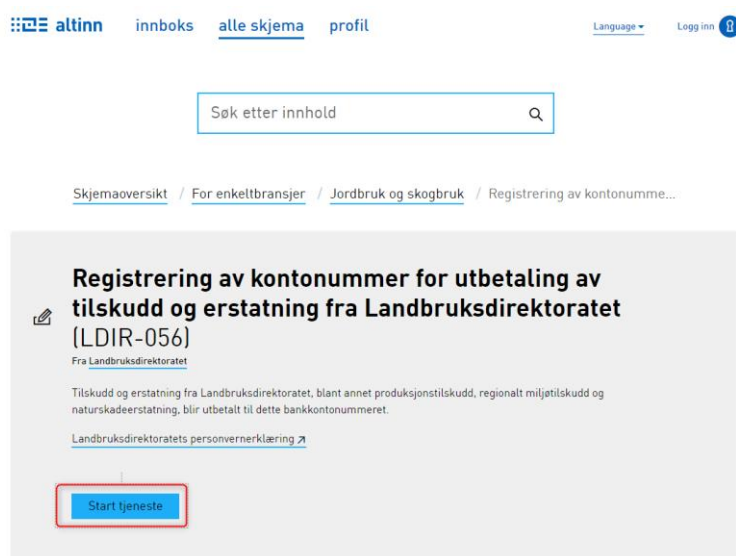 altinn innboks alle skjema profil Language Logg inn
Søk etter innhold
Skjemaoversikt / For enkeltbransjer / Jordbruk og skogbruk / Registrering av kontonumme...
Registrering av kontonummer for utbetaling av
tilskudd og erstatning fra Landbruksdirektoratet
(LDIR-056)
Fra Landbruksdirektoratet
Tilskudd og erstatning fra Landbruksdirektoratet, blant annet produksjonstilskudd, regionalt miljøtilskudd og
naturskadeerstatning, blir utbetalt til dette bankkontonummeret.
Landbruksdirektoratets personvernerklæring
Start tjeneste